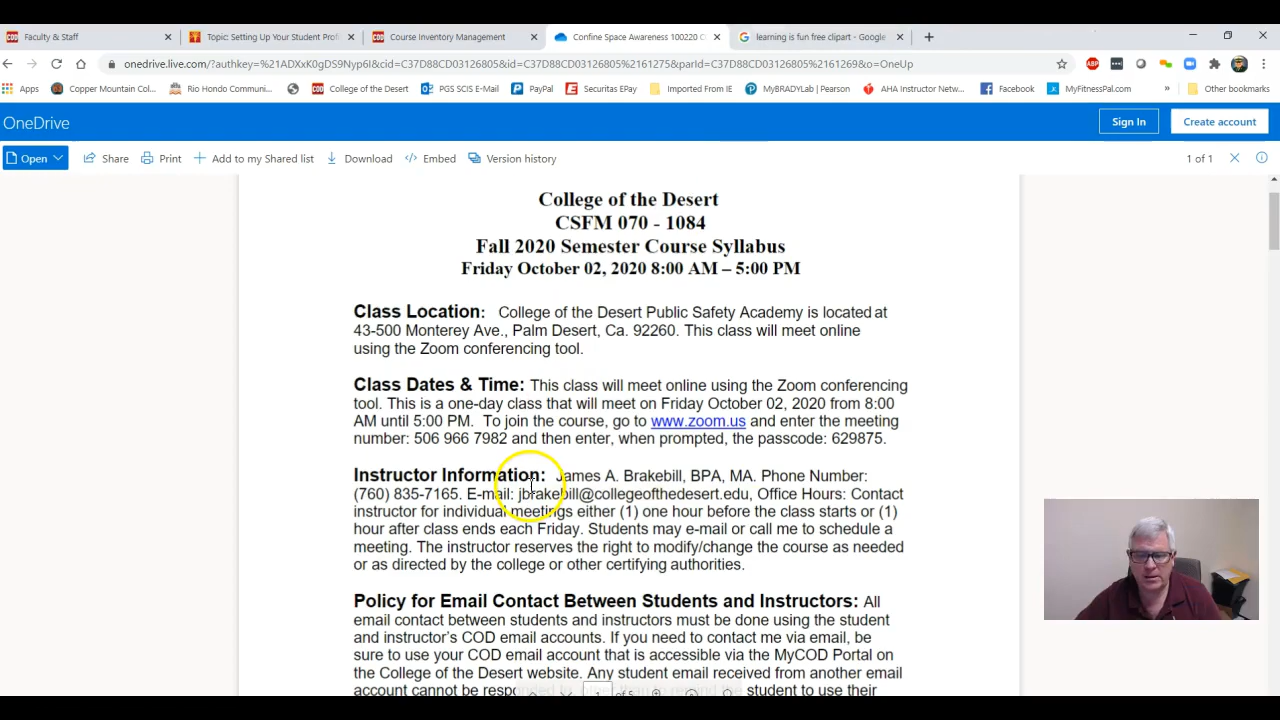 Faculty & Staff
Topic: Setting Up Your Student Prof
Course Inventory Management
Confine Space Awareness 100220 C
learning is fun free clipart - Google
onedrive.live.com/?authkey=%21ADXxK0gDS9Nyp6I&cid=C37D88CD03126805&id=C37D88CD03126805%2161275&parId=C37D88CD03126805%2161269&o=OneUp
Apps
Copper Mountain Col...
Rio Hondo Communi...
College of the Desert
PGS SCIS E-Mail
PayPal
Securitas EPay
Imported From IE
MyBRADYLab | Pearson
AHA Instructor Netw...
Facebook
MyFitnessPal.com
»
Other bookmarks
OneDrive
Sign In
Create account
Open
Share
Print
Add to my Shared list
Download
Embed
Version history
1 of 1
College of the Desert
CSFM 070 - 1084
Fall 2020 Semester Course Syllabus
Friday October 02, 2020 8:00 AM – 5:00 PM
Class Location: College of the Desert Public Safety Academy is located at
43-500 Monterey Ave., Palm Desert, Ca. 92260. This class will meet online
using the Zoom conferencing tool.
Class Dates & Time: This class will meet online using the Zoom conferencing
tool. This is a one-day class that will meet on Friday October 02, 2020 from 8:00
AM until 5:00 PM. To join the course, go to www.zoom.us and enter the meeting
number: 506 966 7982 and then enter, when prompted, the passcode: 629875.
Instructor Information: James A. Brakebill, BPA, MA. Phone Number:
(760) 835-7165. E-mail: jbrakebill@collegeofthedesert.edu, Office Hours: Contact
instructor for individual meetings either (1) one hour before the class starts or (1)
hour after class ends each Friday. Students may e-mail or call me to schedule a
meeting. The instructor reserves the right to modify/change the course as needed
or as directed by the college or other certifying authorities.
Policy for Email Contact Between Students and Instructors: All
email contact between students and instructors must be done using the student
and instructor's COD email accounts. If you need to contact me via email, be
sure to use your COD email account that is accessible via the MyCOD Portal on
the College of the Desert website. Any student email received from another email
account cannot be student to use their
1 of 5